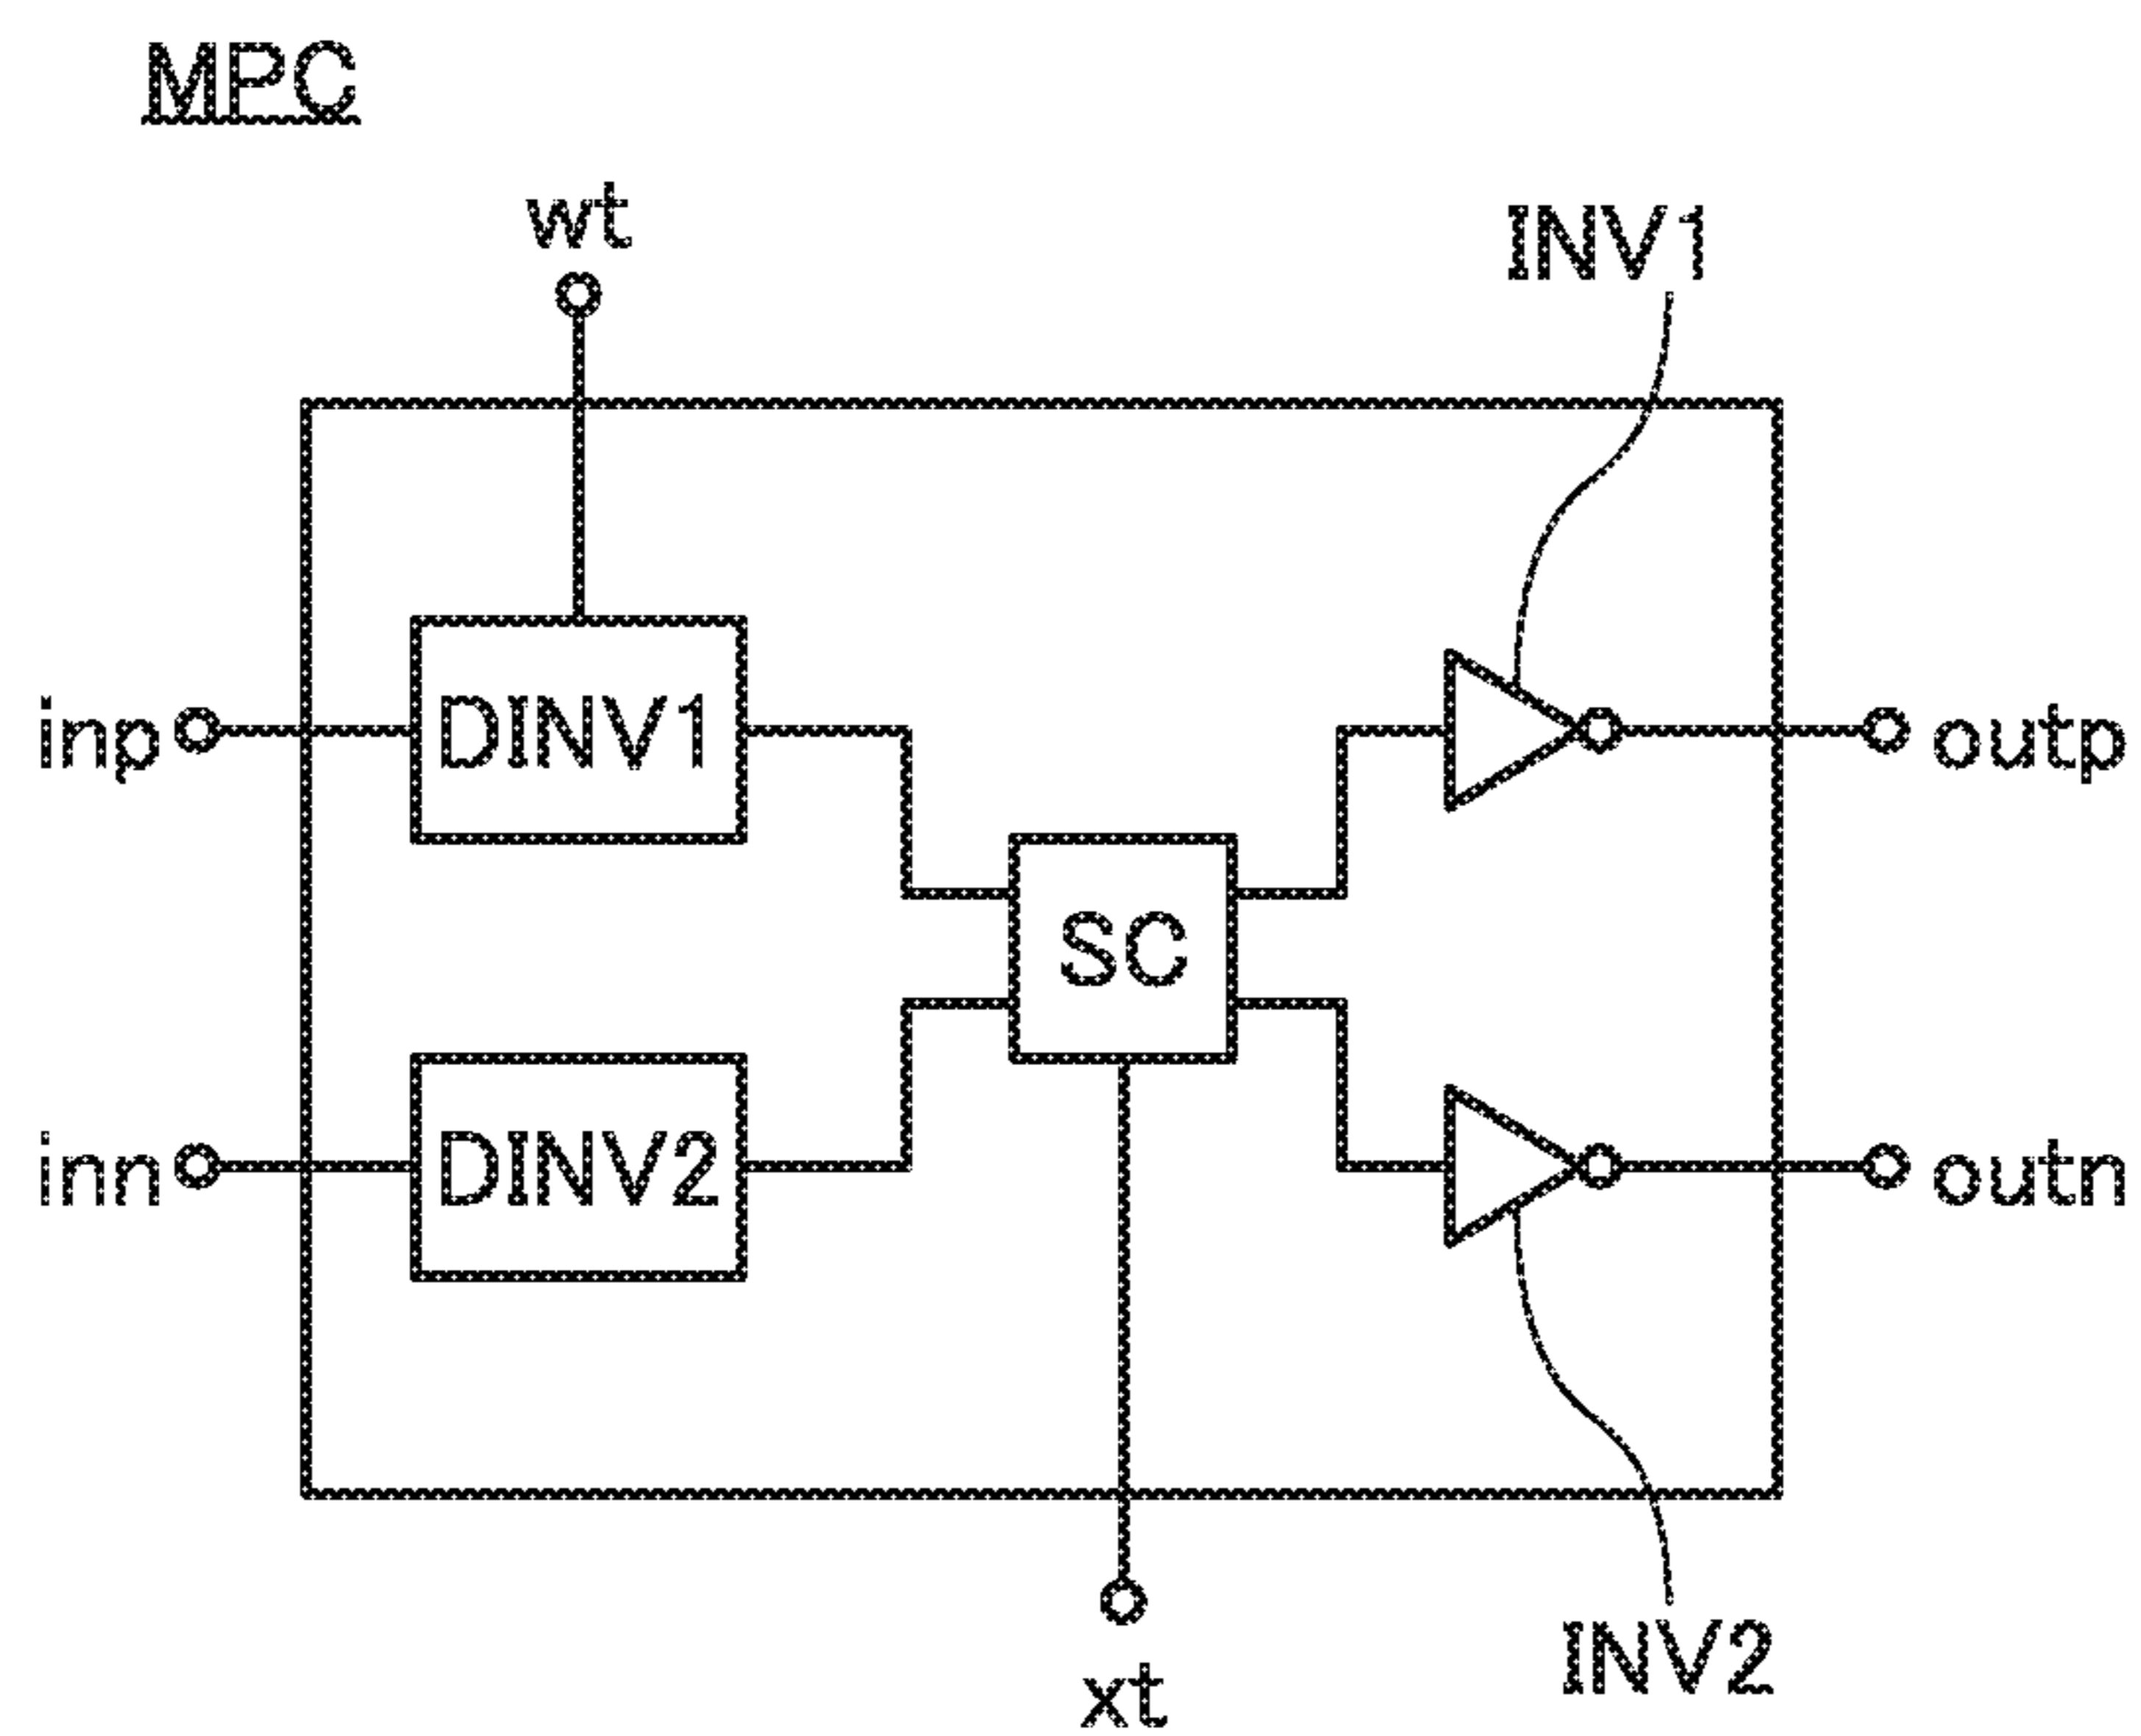 MPC
wt
INV1
inp
DINV1
outp
SC
inn
DINV2
outn
xt
INV2